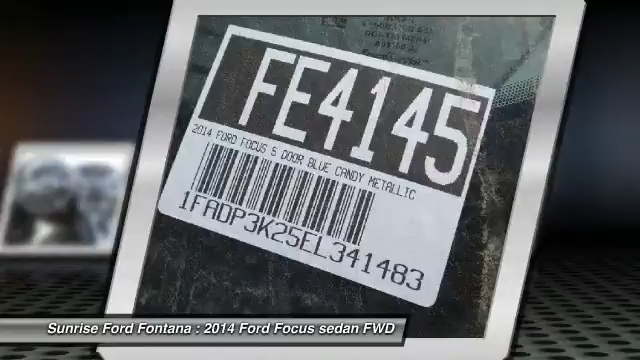 FE4145
2014 FORD FOCUS 5 DOOR BLUE CANDY METALLIC
1FADP3K25EL341483
Sunrise Ford Fontana : 2014 Ford Focus sedan FWD